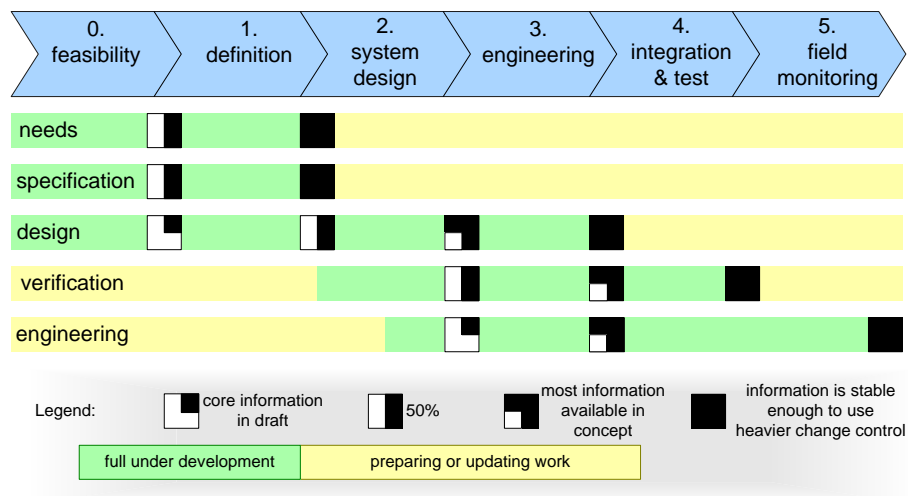 0.
feasibility
1.
definition
2.
system
design
3.
engineering
4.
integration
& test
5.
field
monitoring
needs
specification
design
verification
engineering
Legend:
core information
in draft
50%
most information
available in
concept
information is stable
enough to use
heavier change control
full under development
preparing or updating work